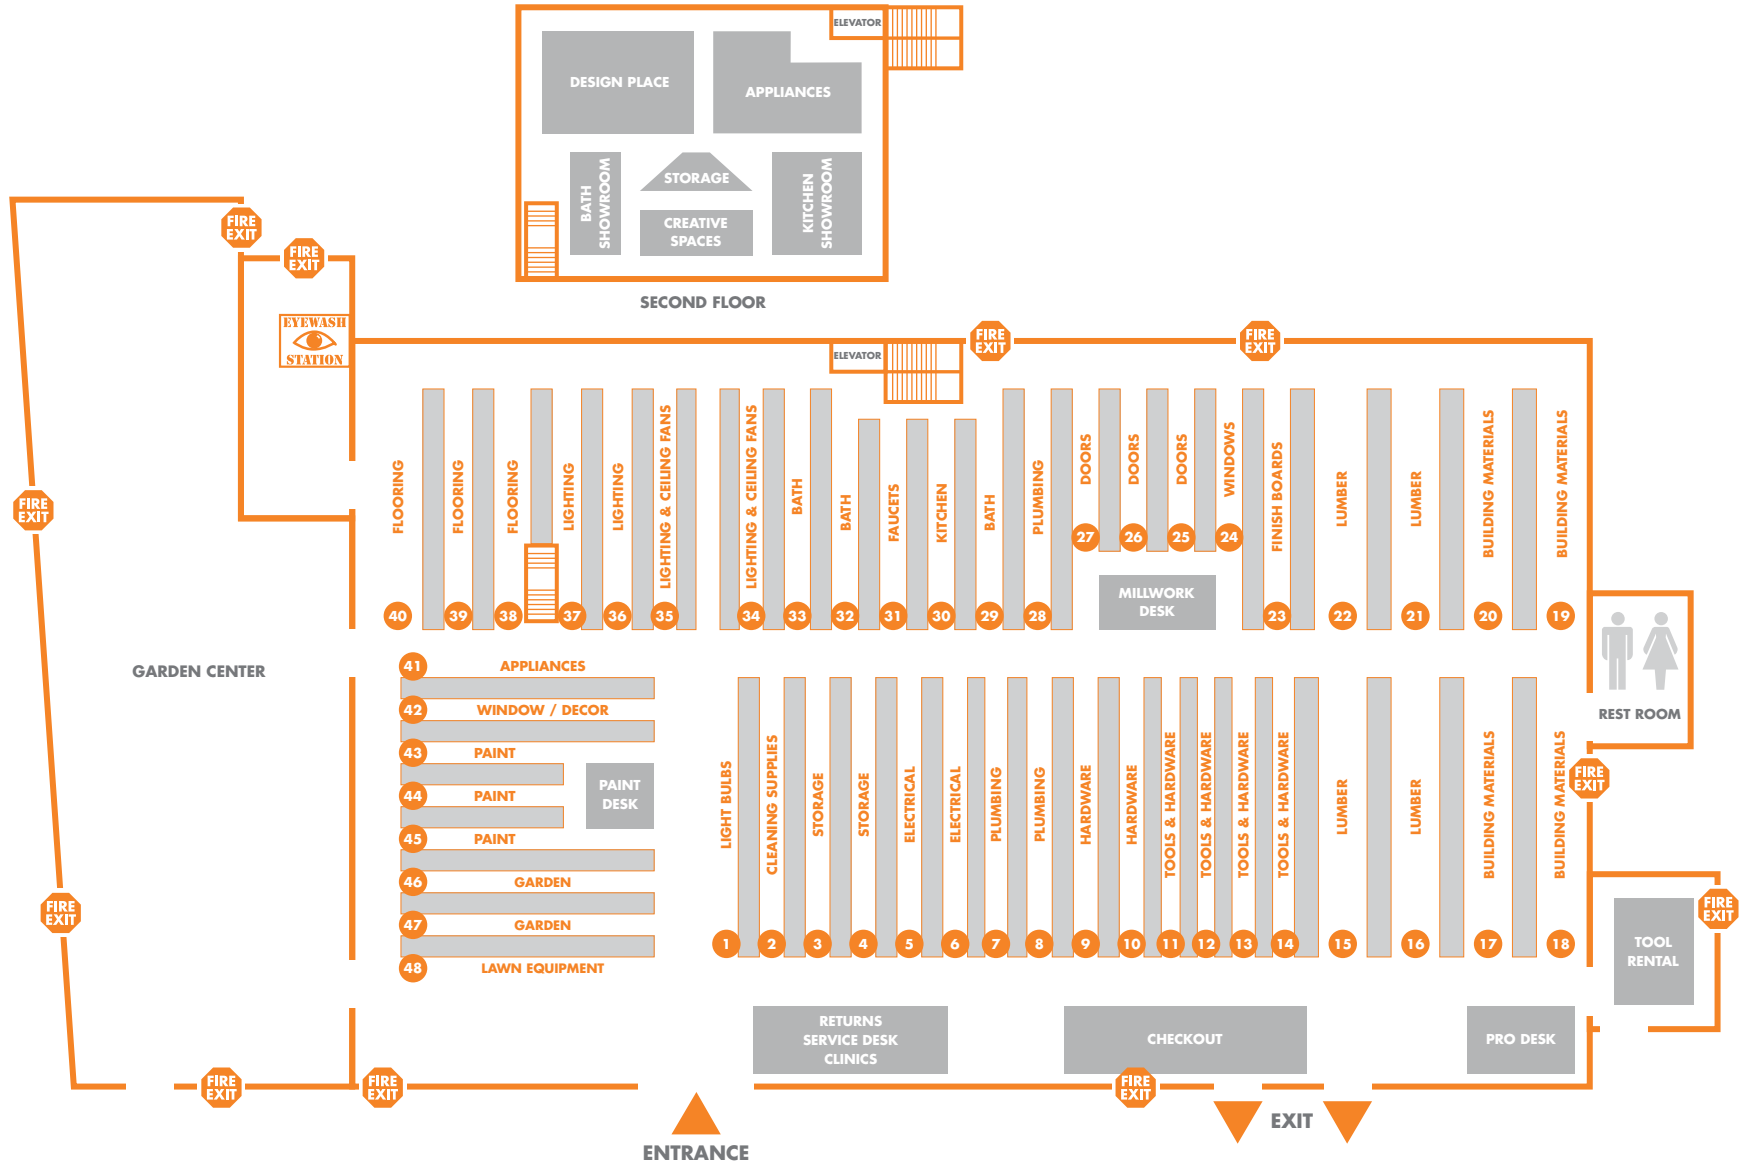 ELEVATOR
DESIGN PLACE
APPLIANCES
BATH
SHOWROOM
STORAGE
CREATIVE
SPACES
KITCHEN
SHOWROOM
SECOND FLOOR
FIRE
EXIT
FIRE
EXIT
EYEWASH
STATION
ELEVATOR
FIRE
EXIT
FIRE
EXIT
FIRE
EXIT
FLOORING
FLOORING
FLOORING
LIGHTING
LIGHTING
LIGHTING & CEILING FANS
LIGHTING & CEILING FANS
BATH
BATH
FAUCETS
KITCHEN
BATH
PLUMBING
DOORS
DOORS
DOORS
WINDOWS
FINISH BOARDS
LUMBER
LUMBER
BUILDING MATERIALS
BUILDING MATERIALS
27
26
25
24
MILLWORK
DESK
40
39
38
37
36
35
34
33
32
31
30
29
28
23
22
21
20
19
GARDEN CENTER
REST ROOM
41
APPLIANCES
42
WINDOW / DECOR
43
PAINT
44
PAINT
45
PAINT
46
GARDEN
47
GARDEN
48
LAWN EQUIPMENT
PAINT
DESK
LIGHT BULBS
CLEANING SUPPLIES
STORAGE
STORAGE
ELECTRICAL
ELECTRICAL
PLUMBING
PLUMBING
HARDWARE
HARDWARE
TOOLS & HARDWARE
TOOLS & HARDWARE
TOOLS & HARDWARE
TOOLS & HARDWARE
LUMBER
LUMBER
BUILDING MATERIALS
BUILDING MATERIALS
FIRE
EXIT
1
2
3
4
5
6
7
8
9
10
11
12
13
14
15
16
17
18
FIRE
EXIT
FIRE
EXIT
TOOL
RENTAL
RETURNS
SERVICE DESK
CLINICS
CHECKOUT
PRO DESK
FIRE
EXIT
FIRE
EXIT
FIRE
EXIT
ENTRANCE
EXIT